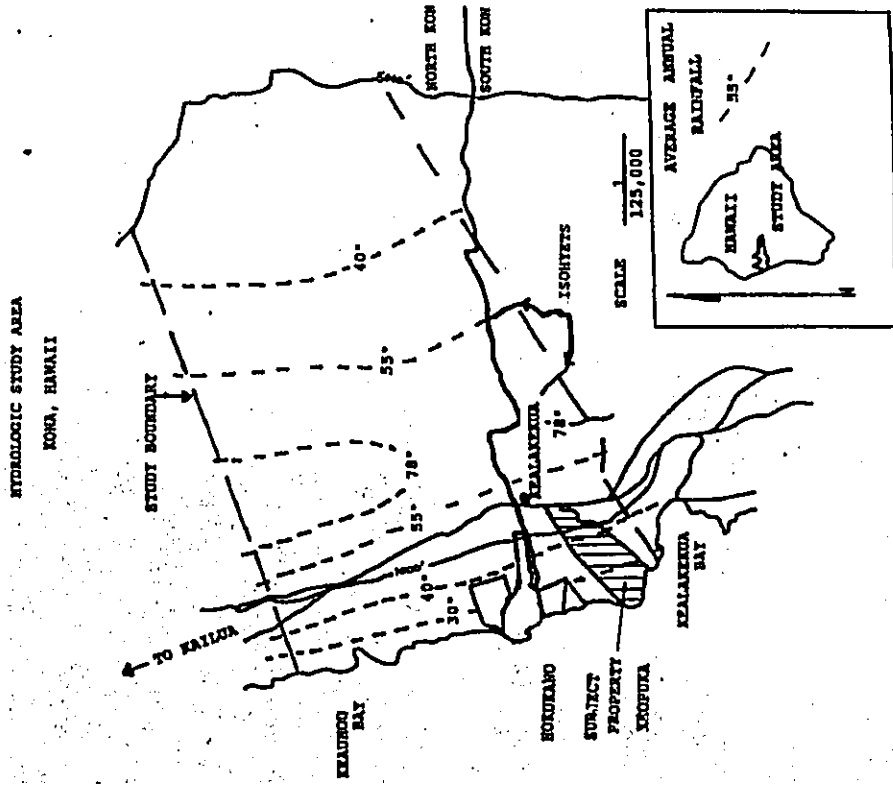 HYDROLOGIC STUDY AREA
KONA, HAWAII
STUDY BOUNDARY
← TO KAILUA
KEAUHOU
BAY
30"
40"
55"
78"
55"
40"
NORTH KON
SOUTH KON
KEALAKEKUA
78"
HOKUKANO
SUBJECT
PROPERTY
KEOPUKA
KEALAKEKUA
BAY
ISOHYETS
SCALE
1
125,000
AVERAGE ANNUAL
RAINFALL
55"
HAWAII
STUDY AREA
N